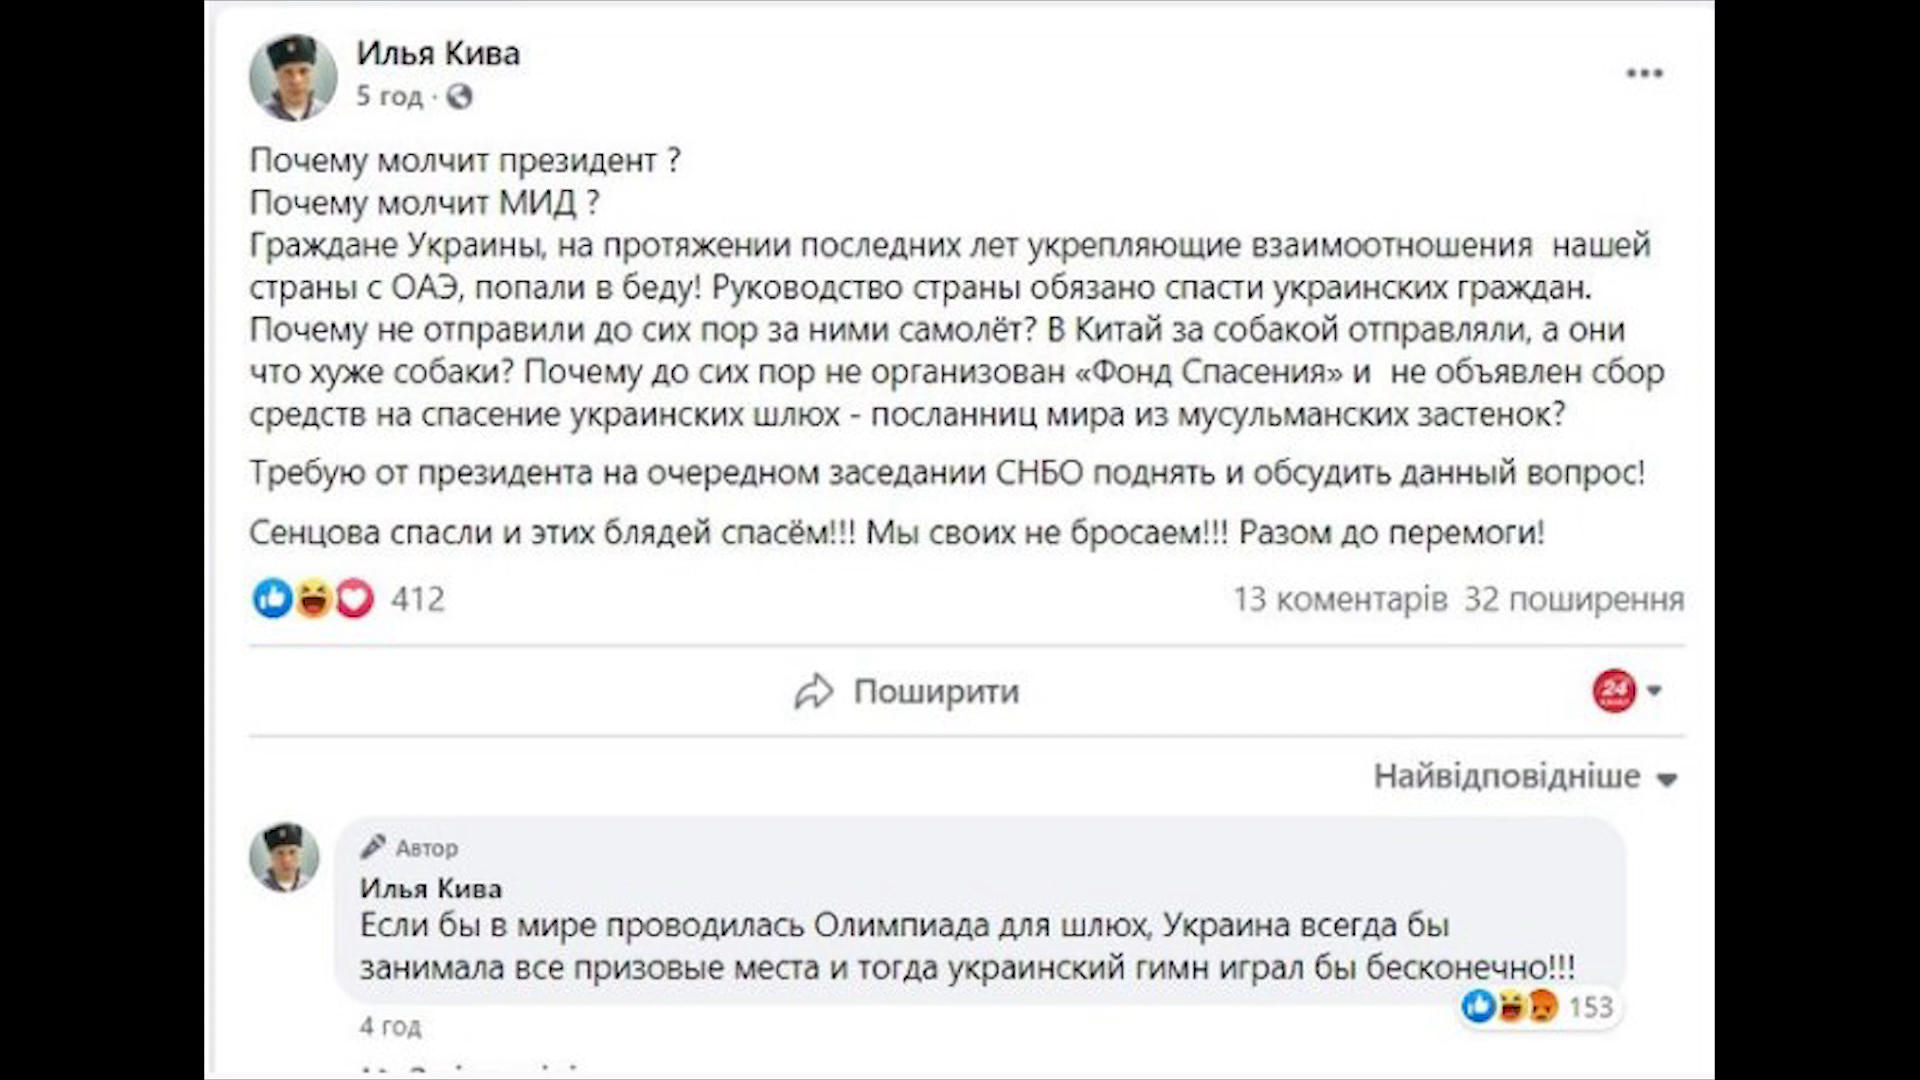 Илья Кива
5 год ·
Почему молчит президент ?
Почему молчит МИД ?
Граждане Украины, на протяжении последних лет укрепляющие взаимоотношения нашей
страны с ОАЭ, попали в беду! Руководство страны обязано спасти украинских граждан.
Почему не отправили до сих пор за ними самолёт? В Китай за собакой отправляли, а они
что хуже собаки? Почему до сих пор не организован «Фонд Спасения» и не объявлен сбор
средств на спасение украинских шлюх - посланниц мира из мусульманских застенок?
Требую от президента на очередном заседании СНБО поднять и обсудить данный вопрос!
Сенцова спасли и этих блядей спасём!!! Мы своих не бросаем!!! Разом до перемоги!
412
13 коментарів 32 поширення
Поширити
24
Найвідповідніше
Автор
Илья Кива
Если бы в мире проводилась Олимпиада для шлюх, Украина всегда бы
занимала все призовые места и тогда украинский гимн играл бы бесконечно!!!
153
4 год